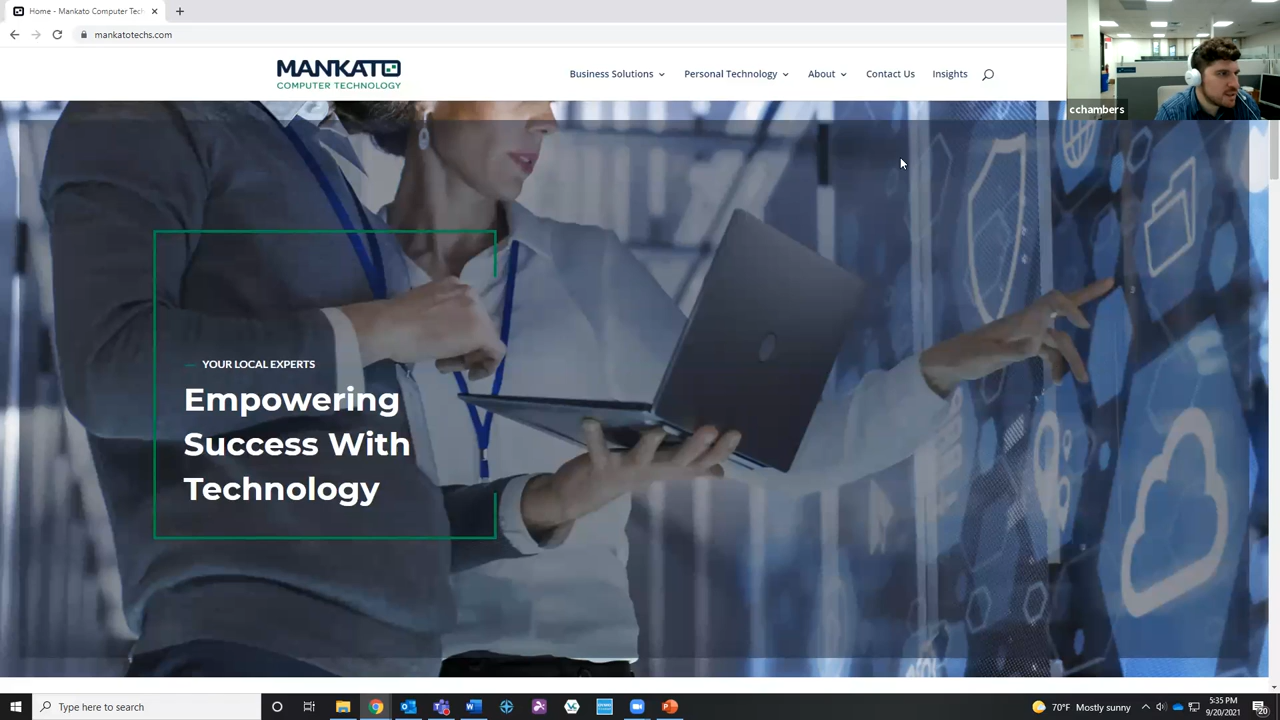 Home - Mankato Computer Tech
mankatotechs.com
MANKATO
COMPUTER TECHNOLOGY
Business Solutions
Personal Technology
About
Contact Us
Insights
cchambers
YOUR LOCAL EXPERTS
Empowering
Success With
Technology
Type here to search
70°F Mostly sunny
5:35 PM
9/20/2021
20